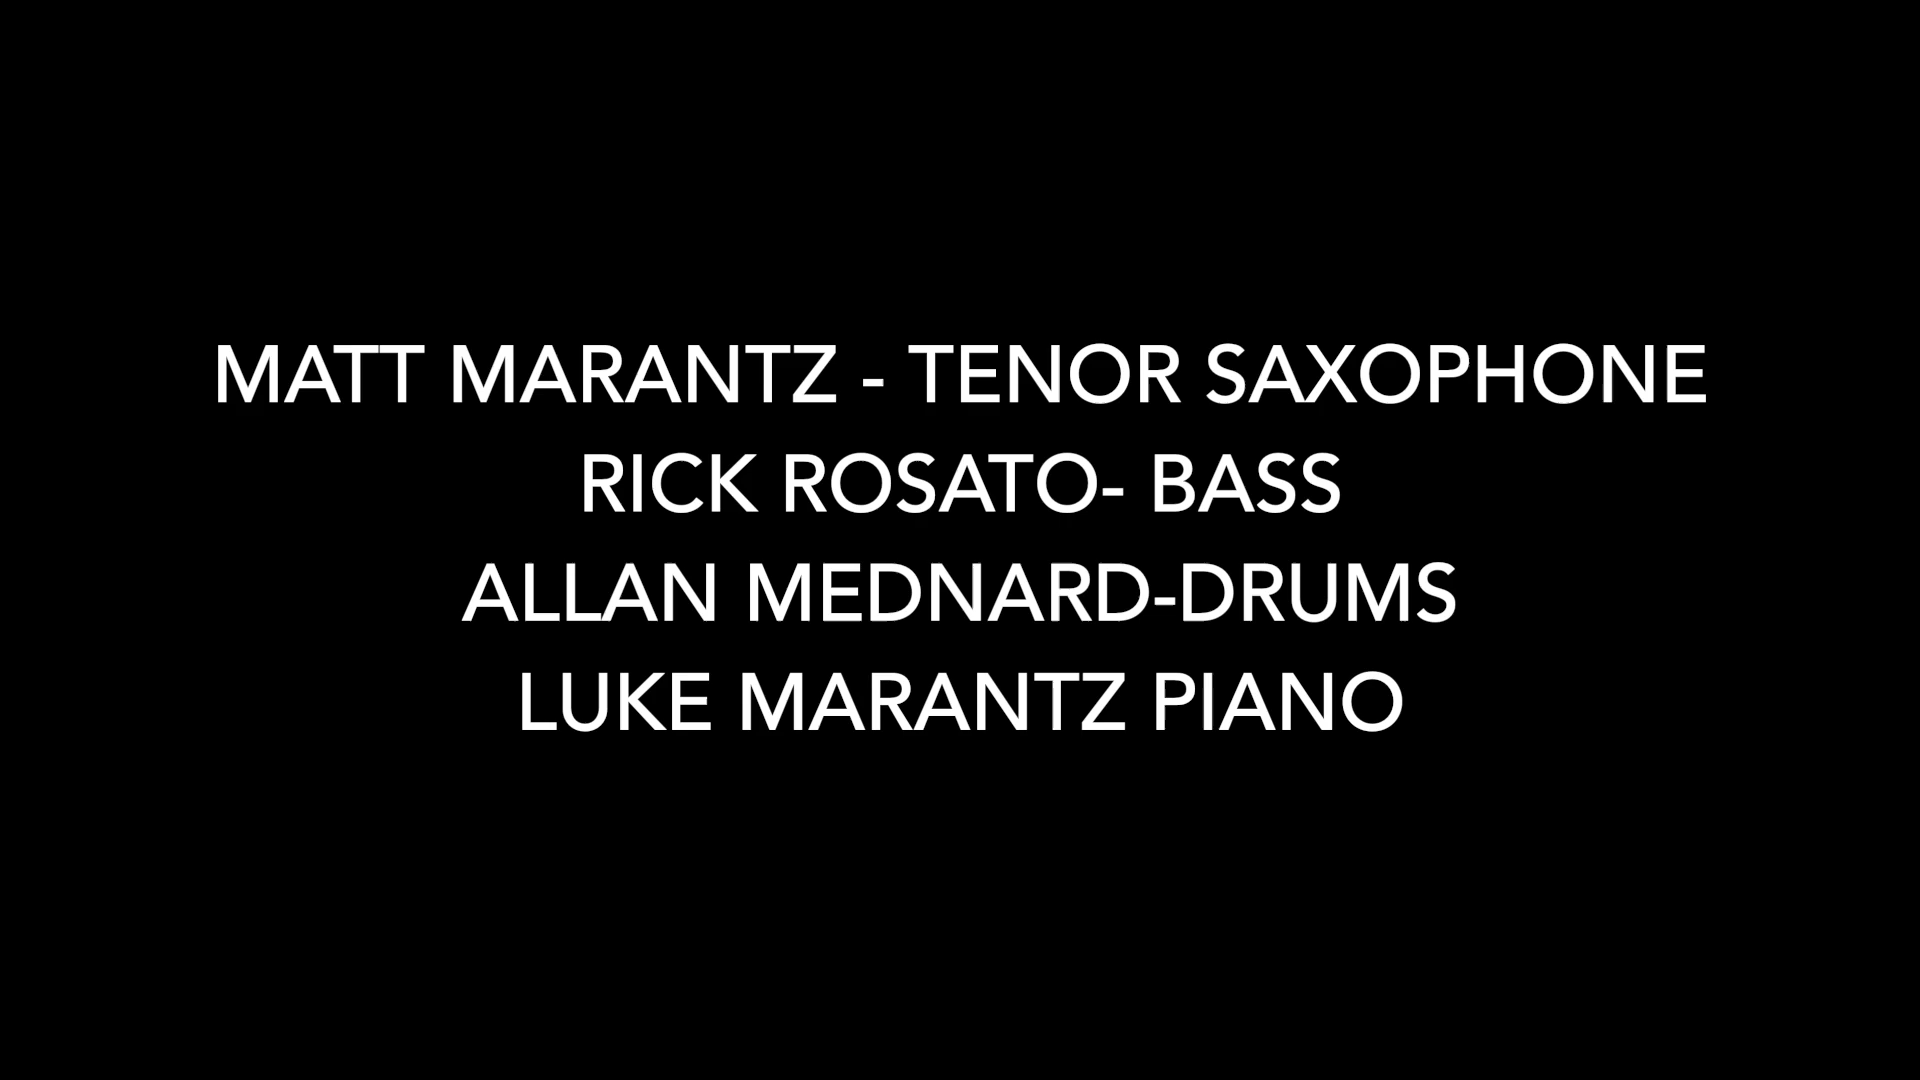 MATT MARANTZ - TENOR SAXOPHONE
RICK ROSATO- BASS
ALLAN MEDNARD-DRUMS
LUKE MARANTZ PIANO